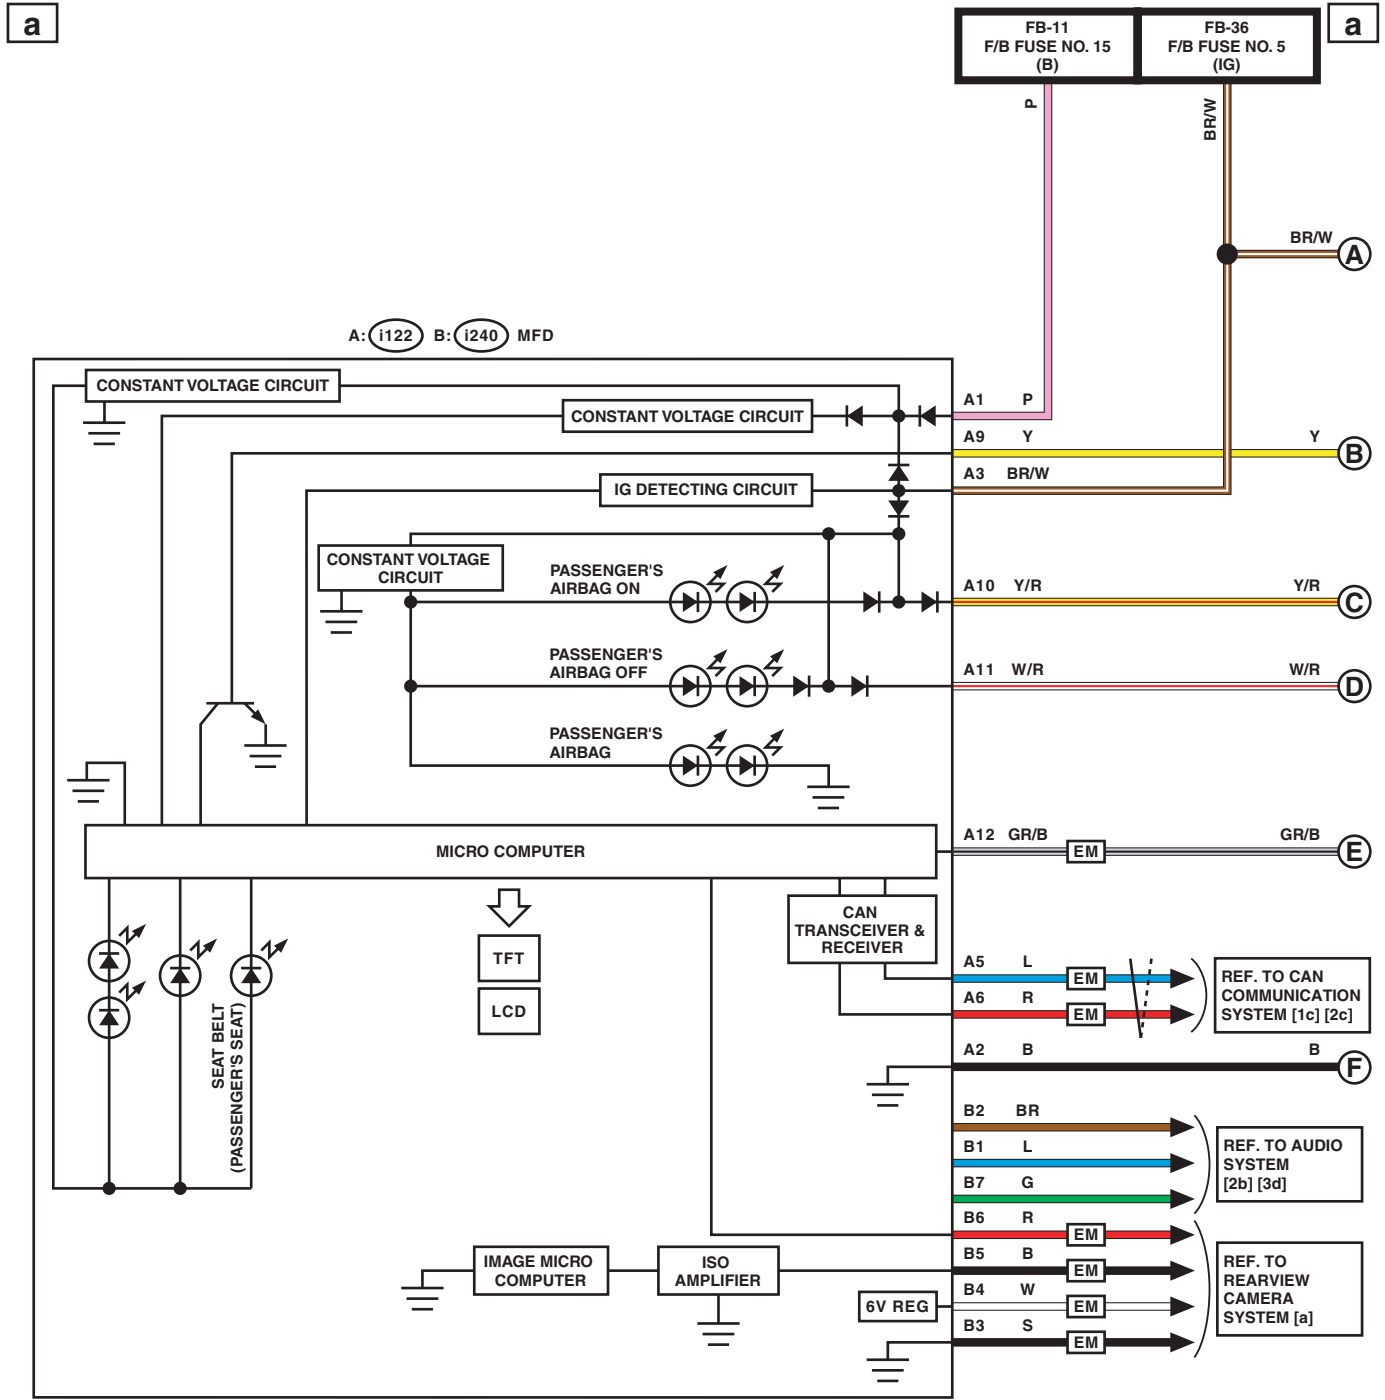 a
FB-11
F/B FUSE NO. 15
(B)
FB-36
F/B FUSE NO. 5
(IG)
a
P
BR/W
BR/W
A
A: i122 B: i240 MFD
CONSTANT VOLTAGE CIRCUIT
CONSTANT VOLTAGE CIRCUIT
A1 P
A9 Y
Y
B
A3 BR/W
IG DETECTING CIRCUIT
CONSTANT VOLTAGE
CIRCUIT
PASSENGER'S
AIRBAG ON
A10 Y/R
Y/R
C
PASSENGER'S
AIRBAG OFF
A11 W/R
W/R
D
PASSENGER'S
AIRBAG
MICRO COMPUTER
A12 GR/B
EM
GR/B
E
CAN
TRANSCEIVER &
RECEIVER
TFT
LCD
SEAT BELT
(PASSENGER'S SEAT)
A5 L
EM
A6 R
EM
REF. TO CAN
COMMUNICATION
SYSTEM [1c] [2c]
A2 B
B
F
B2 BR
B1 L
B7 G
REF. TO AUDIO
SYSTEM
[2b] [3d]
B6 R
EM
B5 B
EM
B4 W
EM
B3 S
EM
REF. TO
REARVIEW
CAMERA
SYSTEM [a]
IMAGE MICRO
COMPUTER
ISO
AMPLIFIER
6V REG